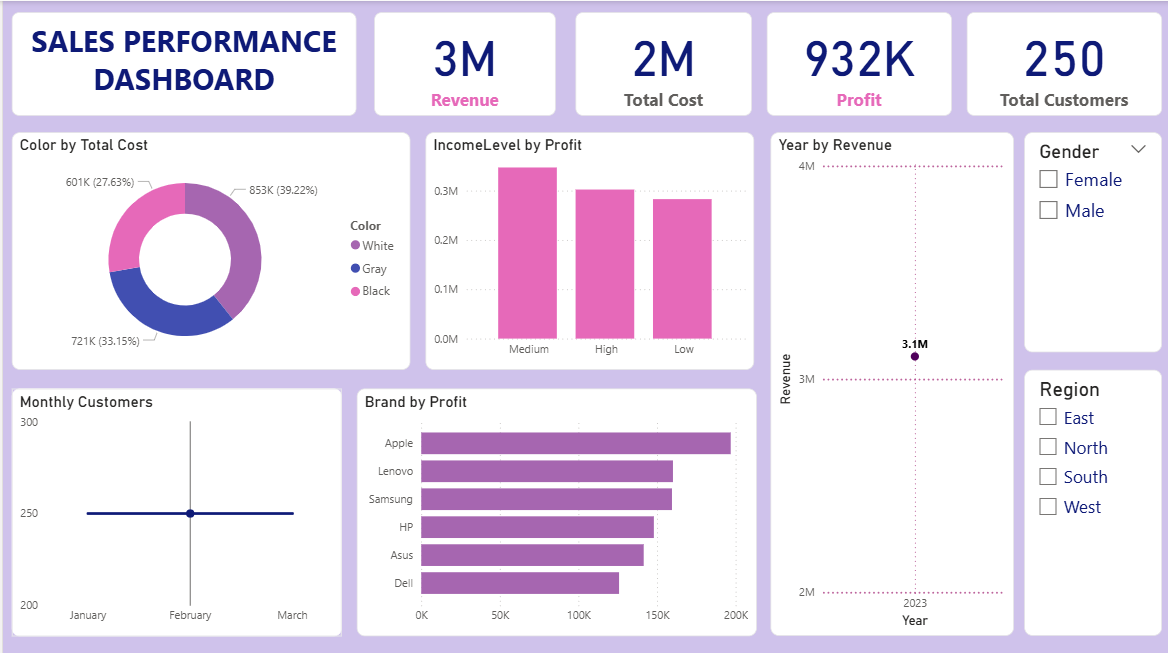 SALES PERFORMANCE
DASHBOARD
3M
Revenue
2M
Total Cost
932K
Profit
250
Total Customers
Color by Total Cost
601K (27.63%)
853K (39.22%)
721K (33.15%)
Color
White
Gray
Black
IncomeLevel by Profit
0.3M
0.2M
0.1M
0.0M
Medium High Low
Year by Revenue
4M
3M
2M
3.1M
Revenue
2023
Year
Gender
Female
Male
Region
East
North
South
West
Monthly Customers
300
250
200
January February March
Brand by Profit
Apple
Lenovo
Samsung
HP
Asus
Dell
0K 50K 100K 150K 200K